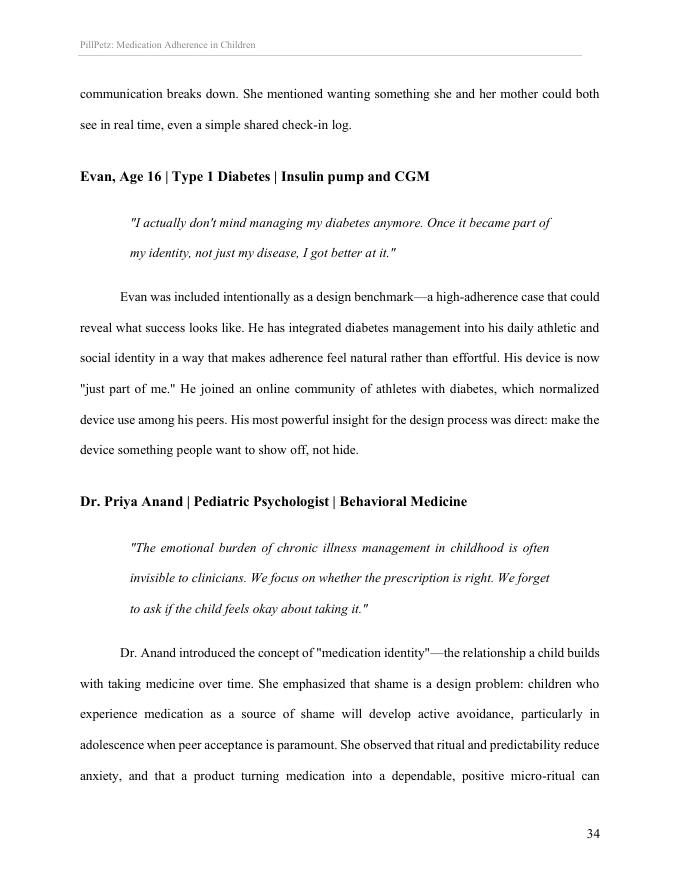 PillPetz: Medication Adherence in Children
communication breaks down. She mentioned wanting something she and her mother could both
see in real time, even a simple shared check-in log.
Evan, Age 16 | Type 1 Diabetes | Insulin pump and CGM
"I actually don't mind managing my diabetes anymore. Once it became part of
my identity, not just my disease, I got better at it."
Evan was included intentionally as a design benchmark—a high-adherence case that could
reveal what success looks like. He has integrated diabetes management into his daily athletic and
social identity in a way that makes adherence feel natural rather than effortful. His device is now
"just part of me." He joined an online community of athletes with diabetes, which normalized
device use among his peers. His most powerful insight for the design process was direct: make the
device something people want to show off, not hide.
Dr. Priya Anand | Pediatric Psychologist | Behavioral Medicine
"The emotional burden of chronic illness management in childhood is often
invisible to clinicians. We focus on whether the prescription is right. We forget
to ask if the child feels okay about taking it."
Dr. Anand introduced the concept of "medication identity"—the relationship a child builds
with taking medicine over time. She emphasized that shame is a design problem: children who
experience medication as a source of shame will develop active avoidance, particularly in
adolescence when peer acceptance is paramount. She observed that ritual and predictability reduce
anxiety, and that a product turning medication into a dependable, positive micro-ritual can
34